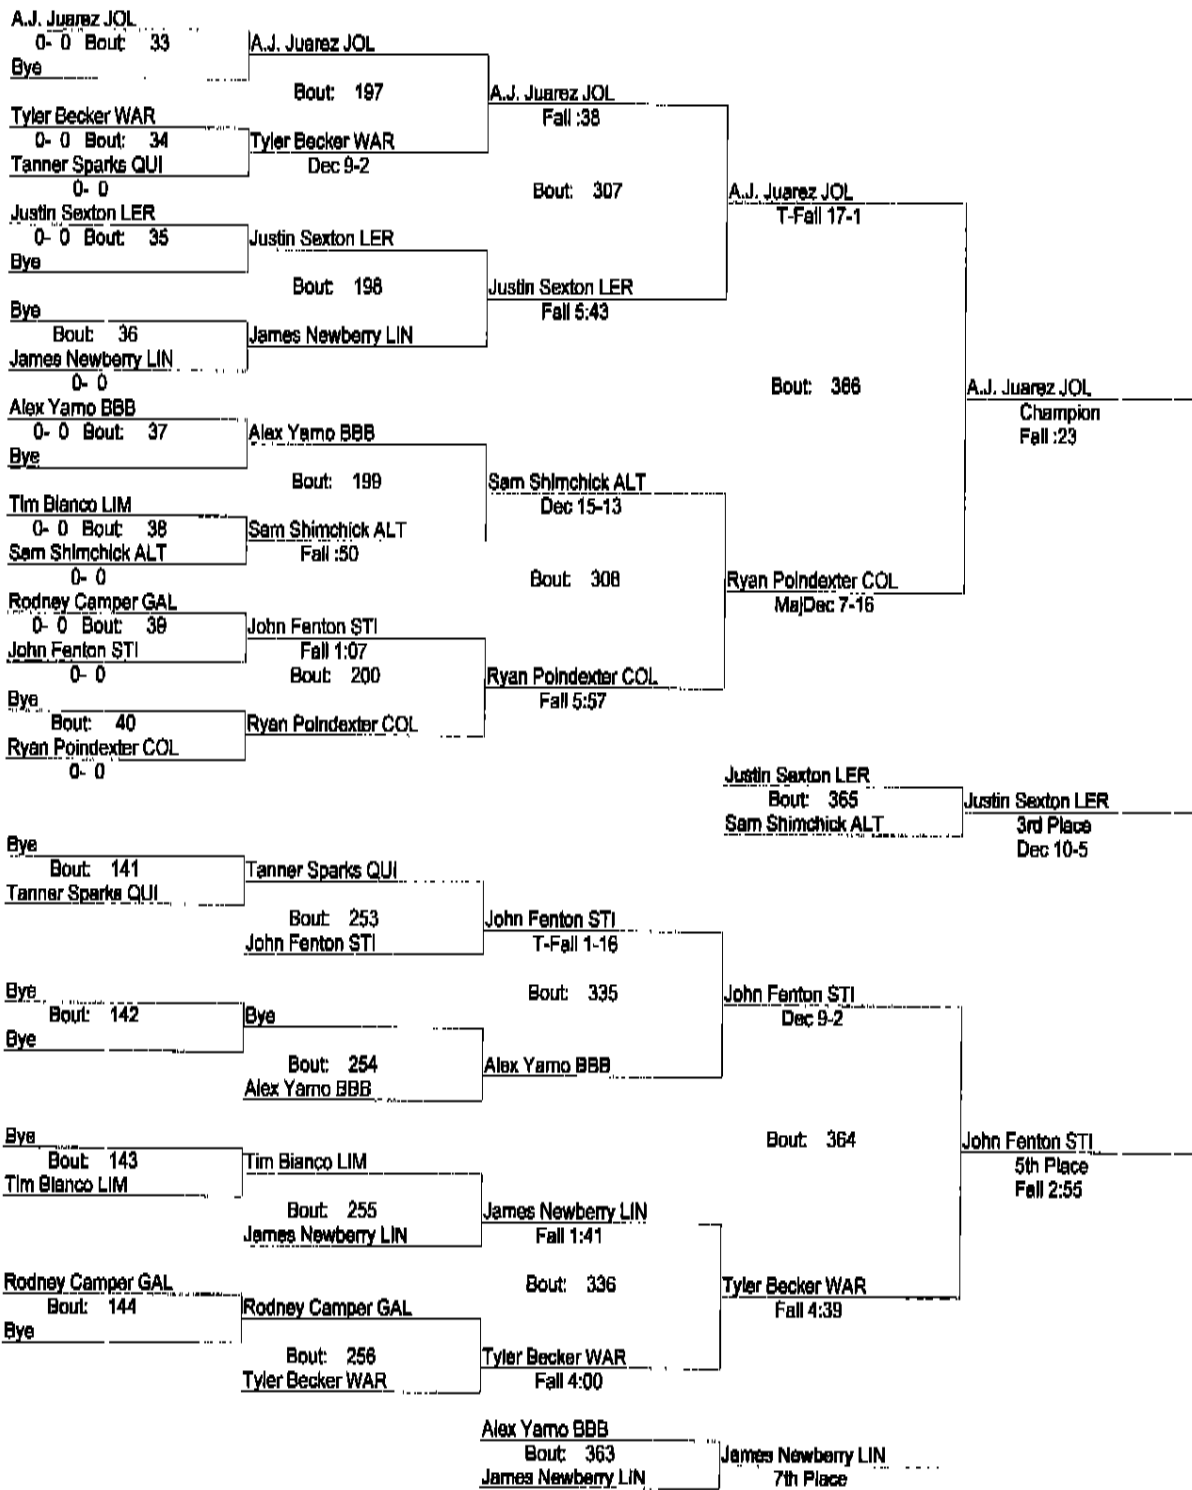 A.J. Juarez JOL
0- 0 Bout: 33
Bye
A.J. Juarez JOL
Bout: 197
Tyler Becker WAR
0- 0 Bout: 34
Tanner Sparks QUI
0- 0
Tyler Becker WAR
Dec 9-2
A.J. Juarez JOL
Fall :38
Bout: 307
Justin Sexton LER
0- 0 Bout: 35
Bye
Justin Sexton LER
Bout: 198
Bye
Bout: 36
James Newberry LIN
0- 0
James Newberry LIN
Justin Sexton LER
Fall 5:43
A.J. Juarez JOL
T-Fall 17-1
Bout: 366
A.J. Juarez JOL
Champion
Fall :23
Alex Yarno BBB
0- 0 Bout: 37
Bye
Alex Yarno BBB
Bout: 199
Tim Bianco LIM
0- 0 Bout: 38
Sam Shimchick ALT
0- 0
Sam Shimchick ALT
Fall :50
Sam Shimchick ALT
Dec 15-13
Bout: 308
Rodney Camper GAL
0- 0 Bout: 39
John Fenton STI
0- 0
John Fenton STI
Fall 1:07
Bout: 200
Bye
Bout: 40
Ryan Poindexter COL
0- 0
Ryan Poindexter COL
Ryan Poindexter COL
Fall 5:57
Ryan Poindexter COL
MajDec 7-16
Justin Sexton LER
Bout: 365
Sam Shimchick ALT
Justin Sexton LER
3rd Place
Dec 10-5
Bye
Bout: 141
Tanner Sparks QUI
Tanner Sparks QUI
Bout: 253
John Fenton STI
John Fenton STI
T-Fall 1-16
Bout: 335
Bye
Bout: 142
Bye
Bye
Bout: 254
Alex Yarno BBB
Alex Yarno BBB
John Fenton STI
Dec 9-2
Bout: 364
John Fenton STI
5th Place
Fall 2:55
Bye
Bout: 143
Tim Bianco LIM
Tim Bianco LIM
Bout: 255
James Newberry LIN
James Newberry LIN
Fall 1:41
Bout: 336
Rodney Camper GAL
Bout: 144
Bye
Rodney Camper GAL
Bout: 256
Tyler Becker WAR
Tyler Becker WAR
Fall 4:00
Tyler Becker WAR
Fall 4:39
Alex Yarno BBB
Bout: 363
James Newberry LIN
James Newberry LIN
7th Place